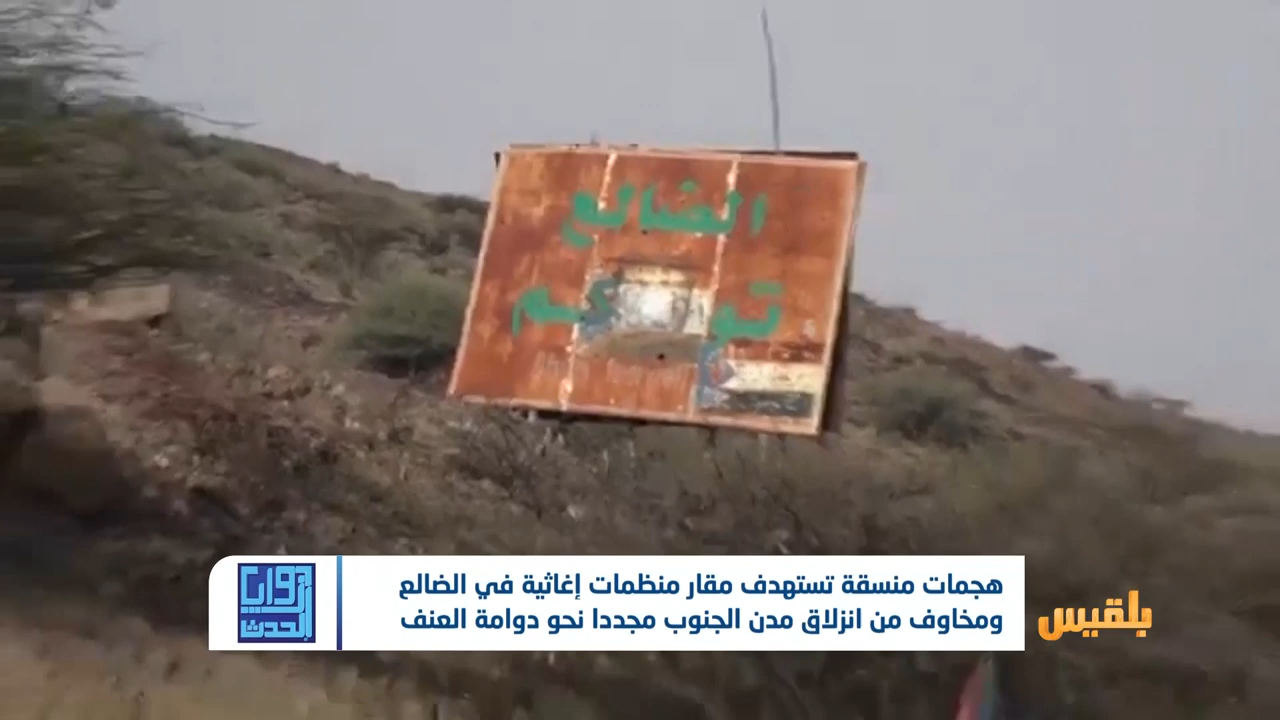 الضالع
هجمات منسقة تستهدف مقار منظمات إغاثية في الضالع
ومخاوف من انزلاق مدن الجنوب مجددا نحو دوامة العنف
زوايا الحدث
بلقيس